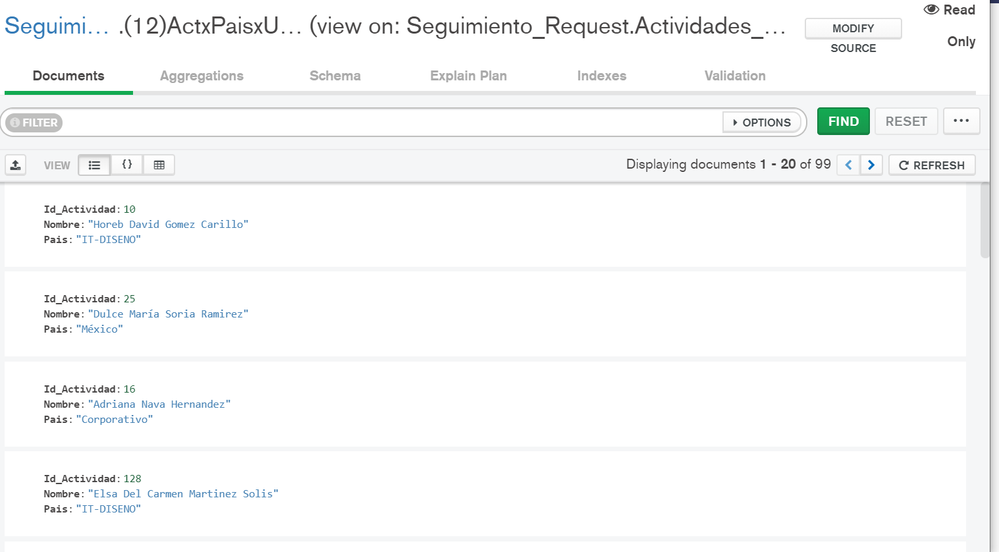 Seguimi... .(12)ActxPaisxU... (view on: Seguimiento_Request.Actividades_...
MODIFY SOURCE
Read Only
Documents Aggregations Schema Explain Plan Indexes Validation
FILTER OPTIONS FIND RESET ...
VIEW { } Displaying documents 1 - 20 of 99 < > REFRESH
Id_Actividad: 10
Nombre: "Horeb David Gomez Carillo"
Pais: "IT-DISENO"
Id_Actividad: 25
Nombre: "Dulce María Soria Ramirez"
Pais: "México"
Id_Actividad: 16
Nombre: "Adriana Nava Hernandez"
Pais: "Corporativo"
Id_Actividad: 128
Nombre: "Elsa Del Carmen Martinez Solis"
Pais: "IT-DISENO"